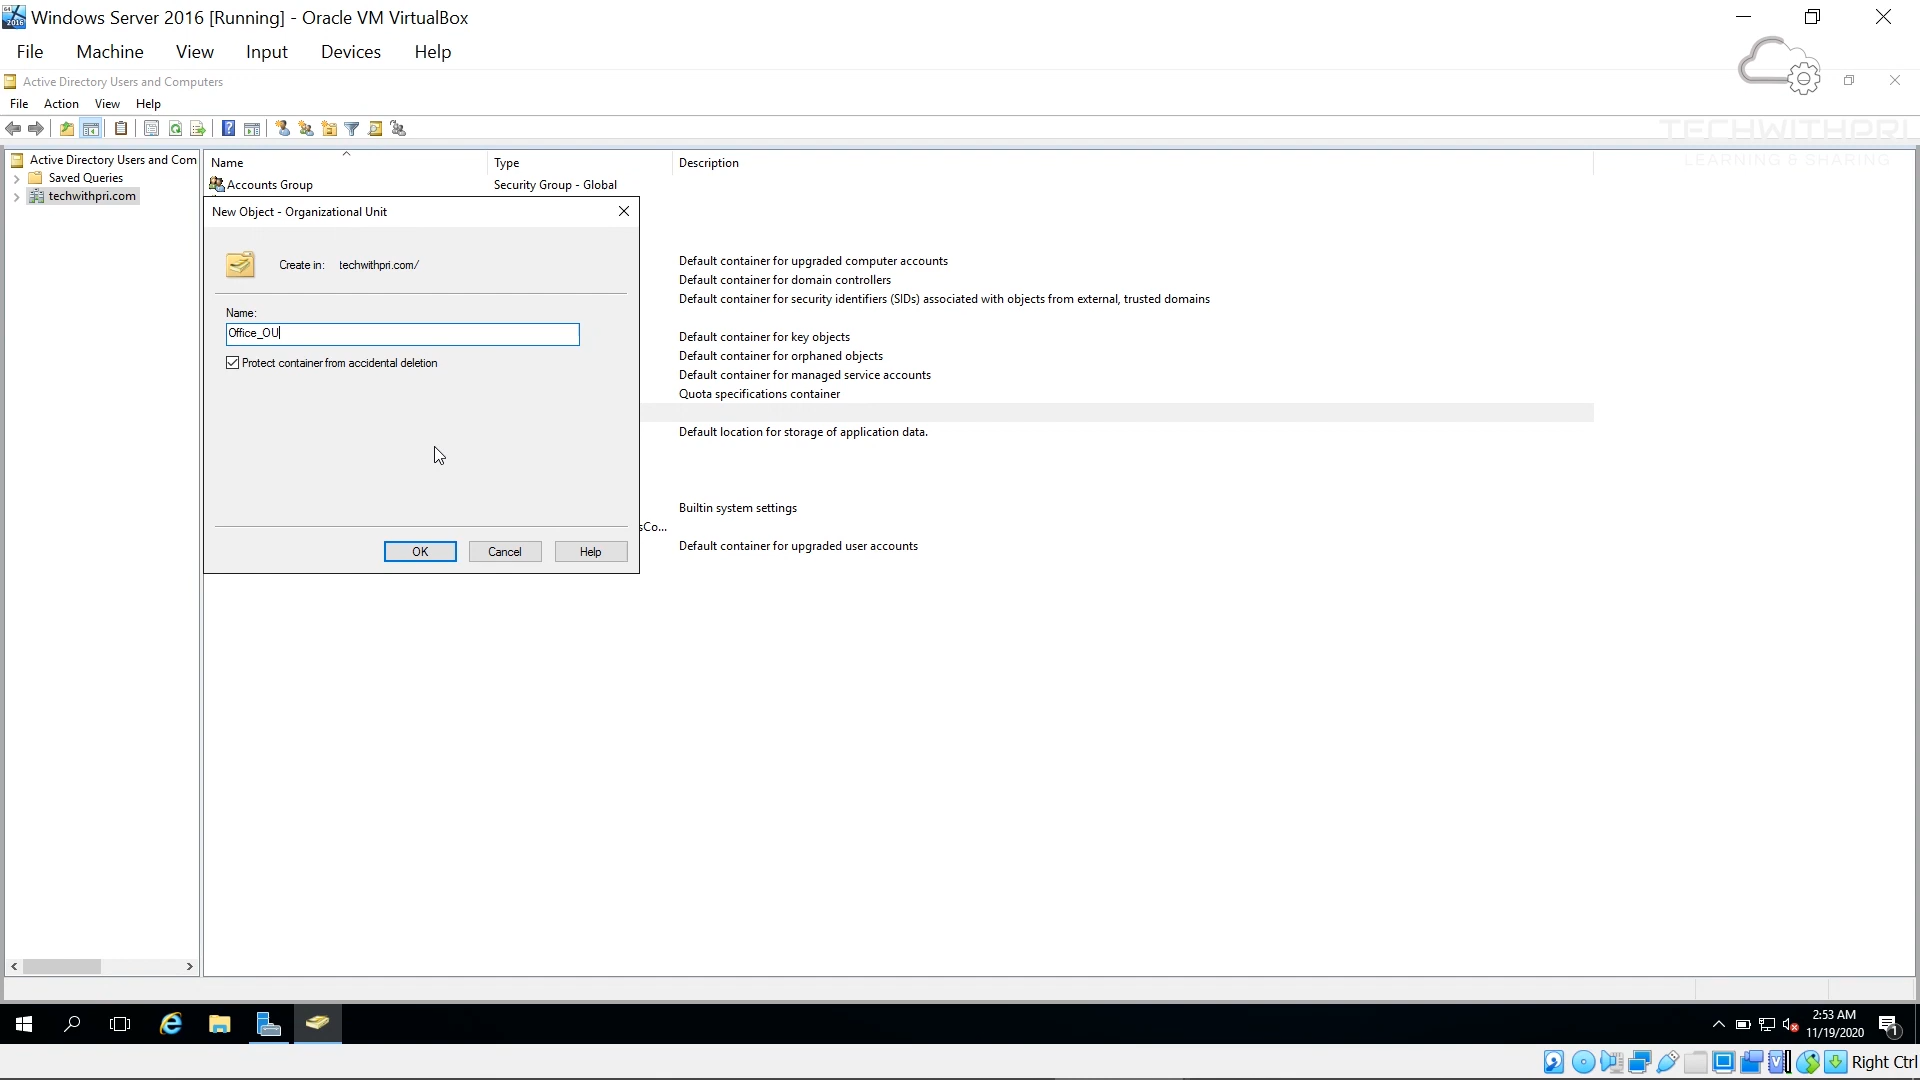 Windows Server 2016 [Running] - Oracle VM VirtualBox
File Machine View Input Devices Help
Active Directory Users and Computers
File Action View Help
TECHWITHPRI
LEARNING & SHARING
Active Directory Users and Com
Saved Queries
techwithpri.com
Name Type Description
Accounts Group Security Group - Global
New Object - Organizational Unit
Create in: techwithpri.com/
Name:
Office_OU
Protect container from accidental deletion
OK Cancel Help
Default container for upgraded computer accounts
Default container for domain controllers
Default container for security identifiers (SIDs) associated with objects from external, trusted domains
Default container for key objects
Default container for orphaned objects
Default container for managed service accounts
Quota specifications container
Default location for storage of application data.
Builtin system settings
sCo...
Default container for upgraded user accounts
2:53 AM
11/19/2020
1
Right Ctrl